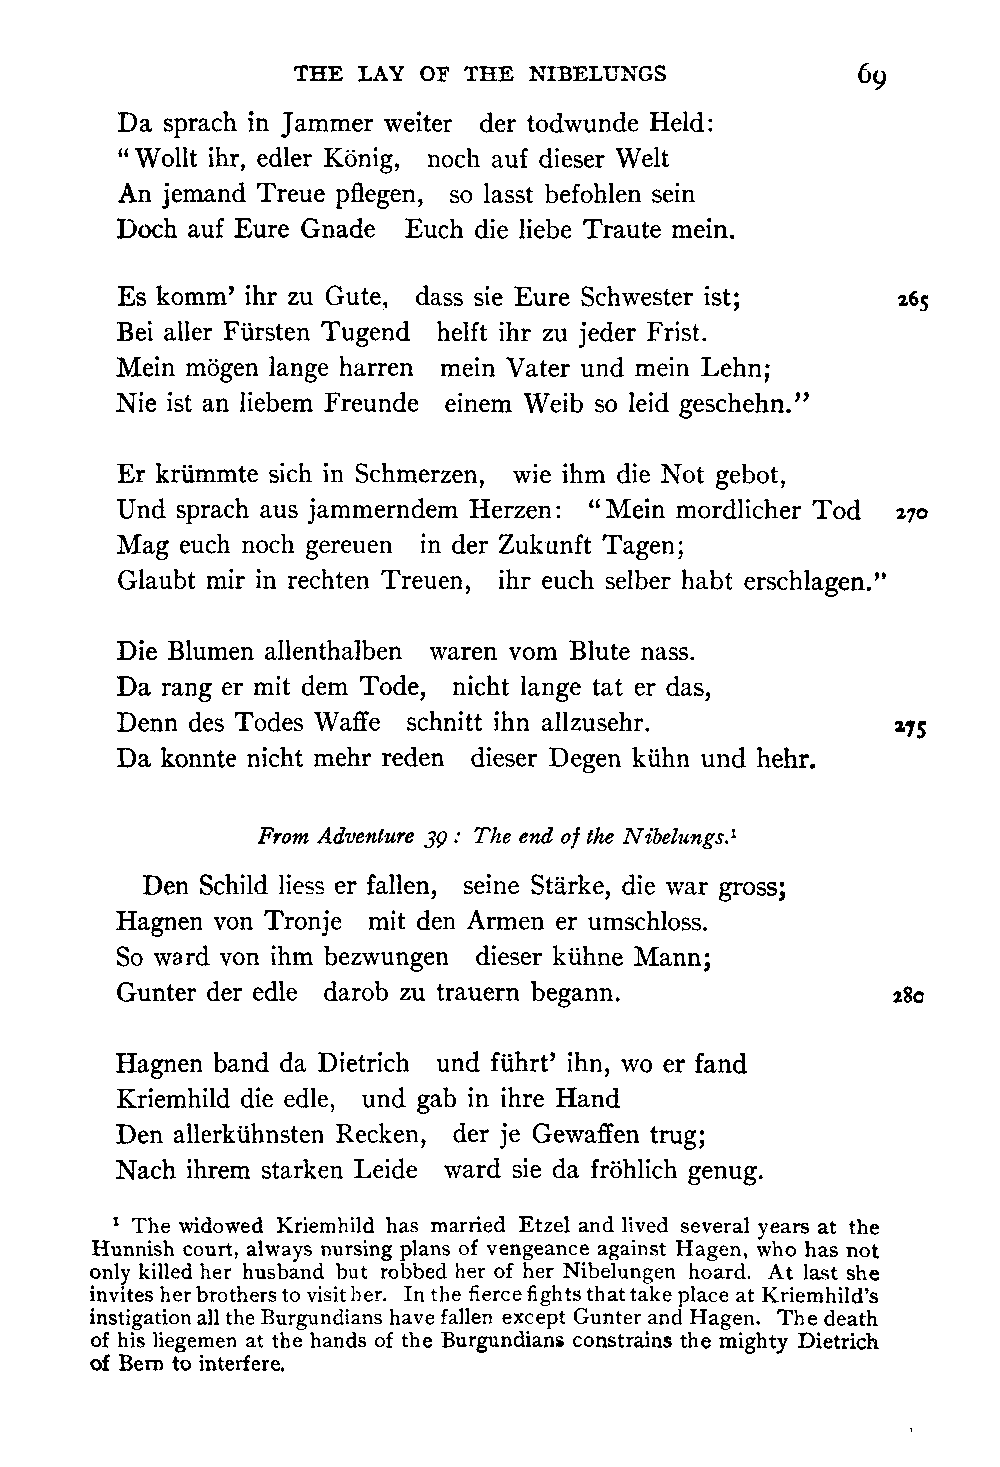 THE LAY OF THE NIBELUNGS 69
Da sprach in Jammer weiter der todwunde Held:
“Wollt ihr, edler König, noch auf dieser Welt
An jemand Treue pflegen, so lasst befohlen sein
Doch auf Eure Gnade Euch die liebe Traute mein.
Es komm’ ihr zu Gute, dass sie Eure Schwester ist; 265
Bei aller Fürsten Tugend helft ihr zu jeder Frist.
Mein mögen lange harren mein Vater und mein Lehn;
Nie ist an liebem Freunde einem Weib so leid geschehn.”
Er krümmte sich in Schmerzen, wie ihm die Not gebot,
Und sprach aus jammerndem Herzen: “Mein mordlicher Tod 270
Mag euch noch gereuen in der Zukunft Tagen;
Glaubt mir in rechten Treuen, ihr euch selber habt erschlagen.”
Die Blumen allenthalben waren vom Blute nass.
Da rang er mit dem Tode, nicht lange tat er das,
Denn des Todes Waffe schnitt ihn allzusehr. 275
Da konnte nicht mehr reden dieser Degen kühn und hehr.
From Adventure 39: The end of the Nibelungs.¹
Den Schild liess er fallen, seine Stärke, die war gross;
Hagnen von Tronje mit den Armen er umschloss.
So ward von ihm bezwungen dieser kühne Mann;
Gunter der edle darob zu trauern begann. 280
Hagnen band da Dietrich und führt’ ihn, wo er fand
Kriemhild die edle, und gab in ihre Hand
Den allerkühnsten Recken, der je Gewaffen trug;
Nach ihrem starken Leide ward sie da fröhlich genug.
¹ The widowed Kriemhild has married Etzel and lived several years at the
Hunnish court, always nursing plans of vengeance against Hagen, who has not
only killed her husband but robbed her of her Nibelungen hoard. At last she
invites her brothers to visit her. In the fierce fights that take place at Kriemhild’s
instigation all the Burgundians have fallen except Gunter and Hagen. The death
of his liegemen at the hands of the Burgundians constrains the mighty Dietrich
of Bern to interfere.